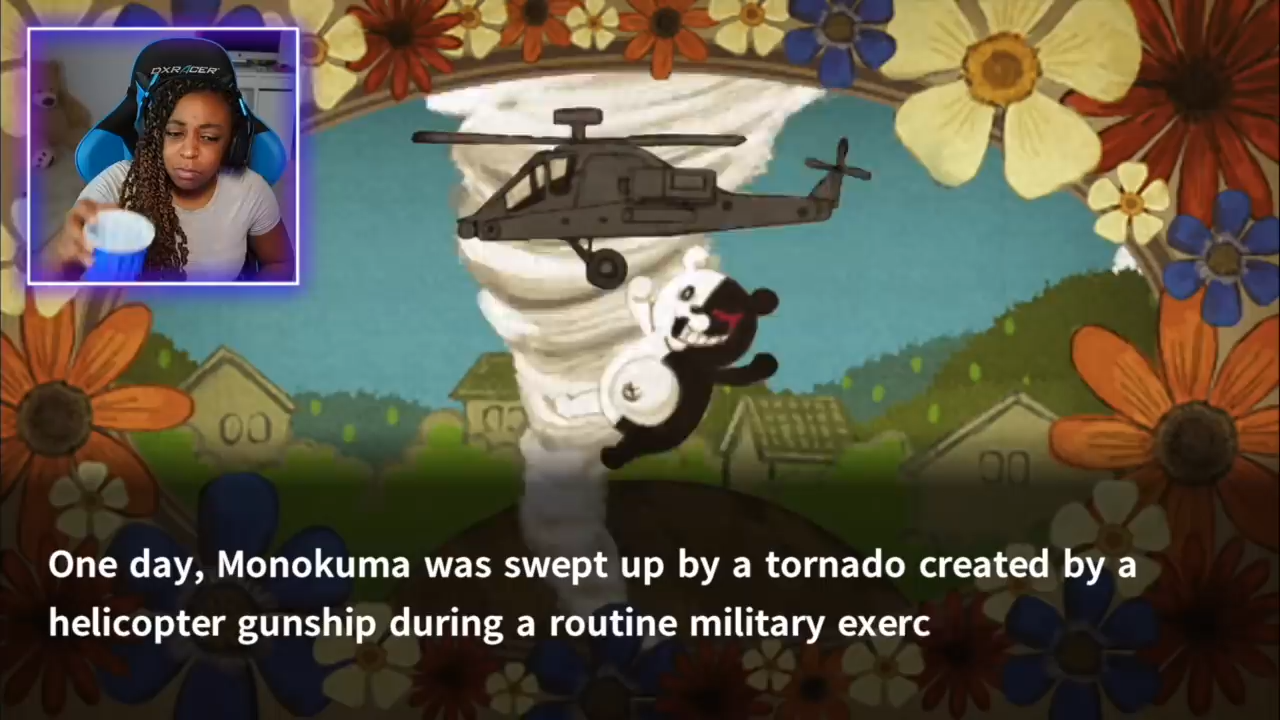 DXRACER
One day, Monokuma was swept up by a tornado created by a
helicopter gunship during a routine military exerc